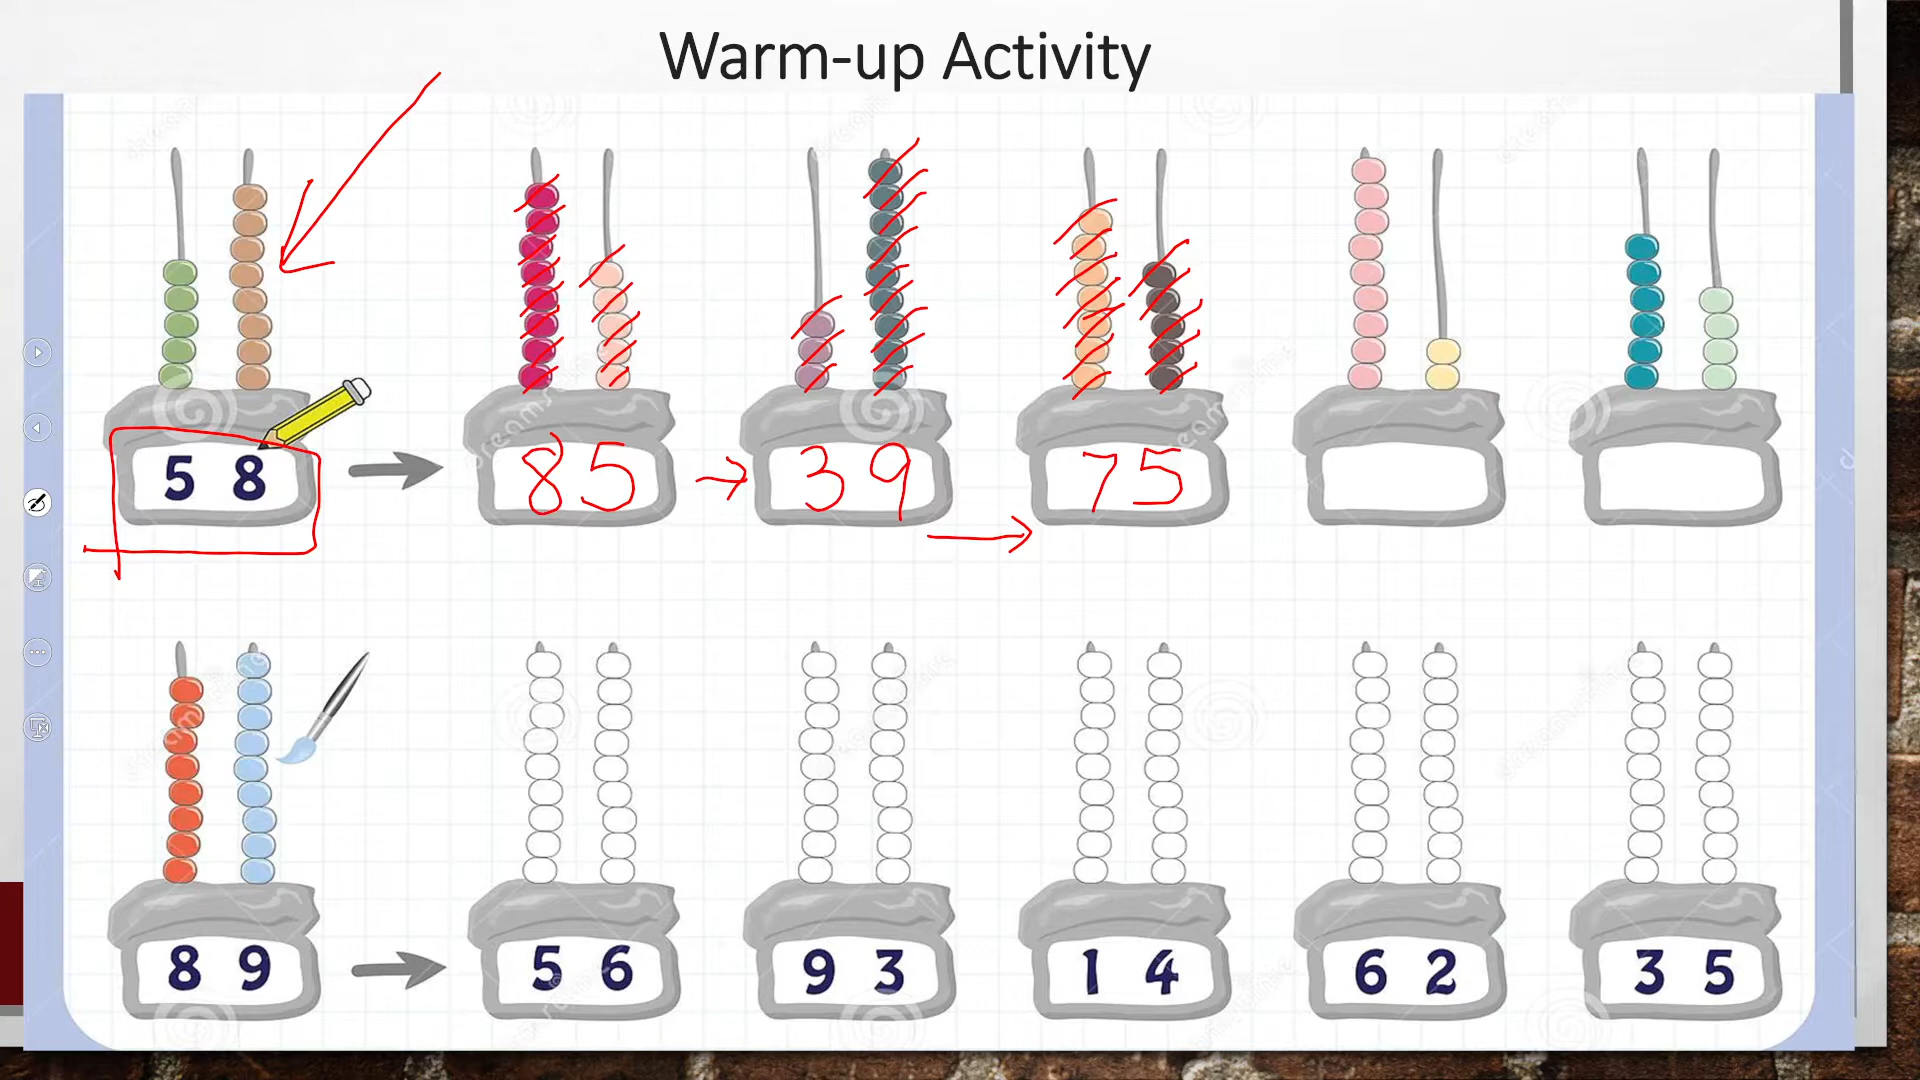 Warm-up Activity
5 8 → 85 → 39 → 75
8 9 → 5 6 9 3 1 4 6 2 3 5